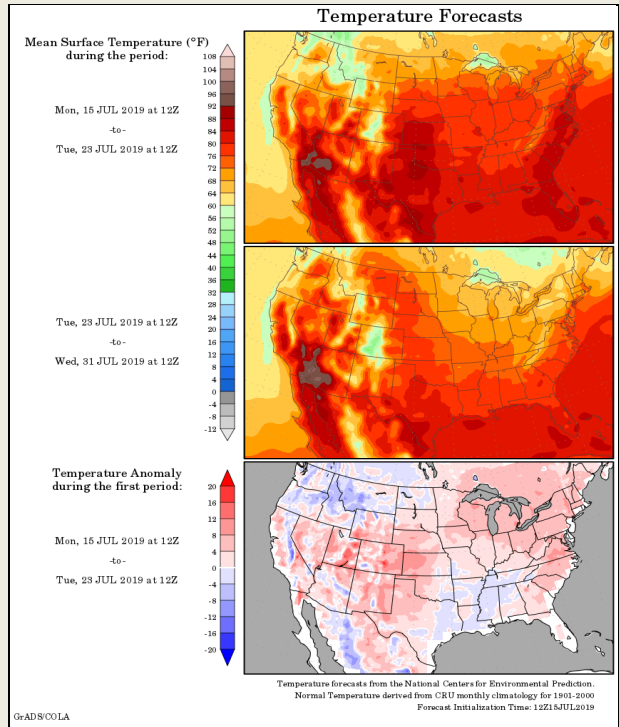 Temperature Forecasts
Mean Surface Temperature (°F)
during the period:
Mon, 15 JUL 2019 at 12Z
-to-
Tue, 23 JUL 2019 at 12Z
108
104
100
96
92
88
84
80
76
72
68
64
60
56
52
48
44
40
36
32
28
24
20
16
12
8
4
0
-4
-8
-12
Tue, 23 JUL 2019 at 12Z
-to-
Wed, 31 JUL 2019 at 12Z
Temperature Anomaly
during the first period:
Mon, 15 JUL 2019 at 12Z
-to-
Tue, 23 JUL 2019 at 12Z
20
16
12
8
4
0
-4
-8
-12
-16
-20
Temperature forecasts from the National Centers for Environmental Prediction.
Normal Temperature derived from CRU monthly climatology for 1901-2000
Forecast Initialization Time: 12Z15JUL2019
GrADS/COLA